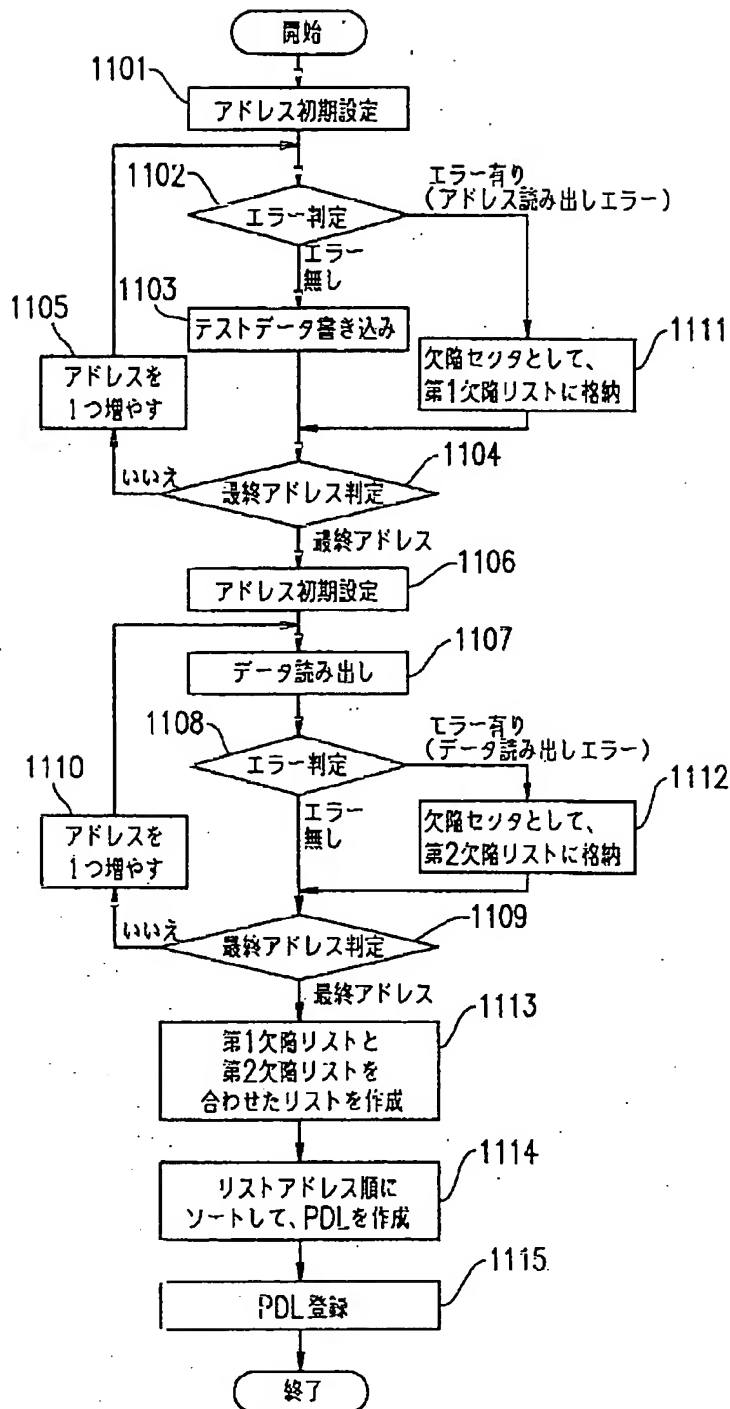 開始
1101
アドレス初期設定
1102
エラー判定
エラー有り
(アドレス読み出しエラー)
エラー
無し
1103
テストデータ書き込み
1105
アドレスを
1つ増やす
1111
欠陥セクタとして、
第1欠陥リストに格納
1104
いいえ
最終アドレス判定
最終アドレス
1106
アドレス初期設定
1107
データ読み出し
1108
エラー判定
エラー有り
(データ読み出しエラー)
エラー
無し
1110
アドレスを
1つ増やす
1112
欠陥セクタとして、
第2欠陥リストに格納
1109
いいえ
最終アドレス判定
最終アドレス
1113
第1欠陥リストと
第2欠陥リストを
合わせたリストを作成
1114
リストアドレス順に
ソートして、PDLを作成
1115
PDL登録
終了